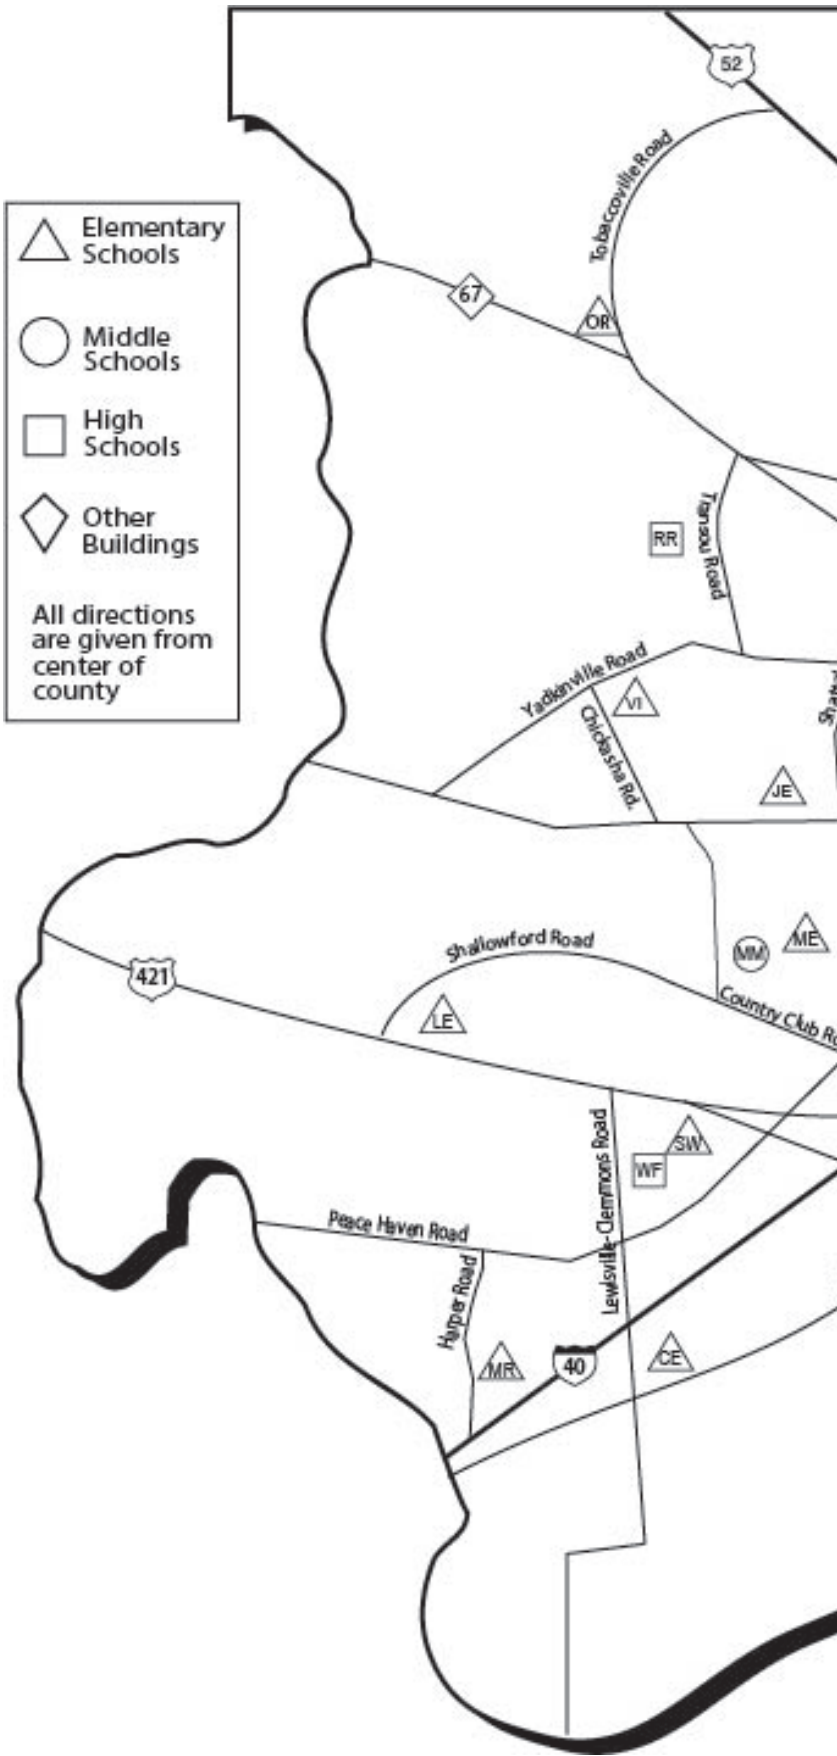 52
Tobaccoville Road
Elementary
Schools
67
OR
Middle
Schools
High
Schools
Transou Road
RR
Other
Buildings
All directions
are given from
center of
county
Yadkinville Road
VI
Chickasha Rd.
JE
Shallowford Road
ME
MM
421
Country Club Ro
LE
Lewisville-Clemmons Road
SW
WF
Peace Haven Road
Harper Road
MR
40
CE